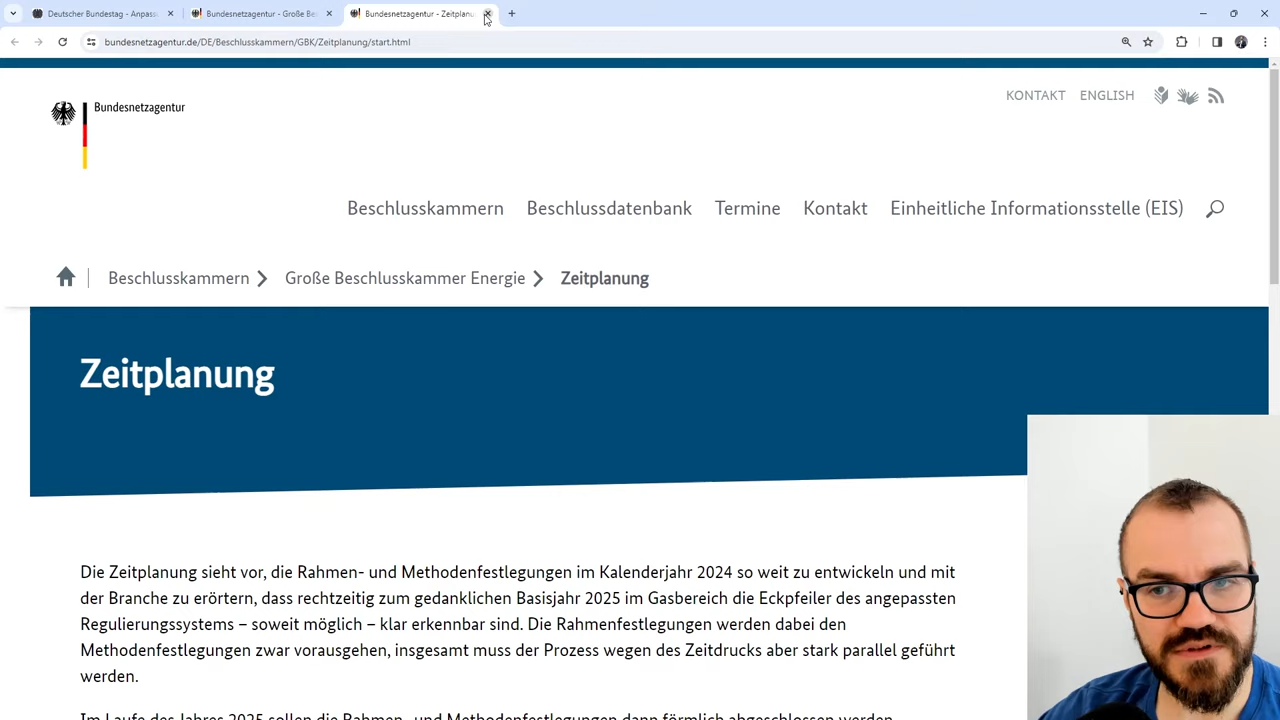 Deutscher Bundestag - Anpass
Bundesnetzagentur - Große Bes
Bundesnetzagentur - Zeitplanu
bundesnetzagentur.de/DE/Beschlusskammern/GBK/Zeitplanung/start.html
KONTAKT ENGLISH
Bundesnetzagentur
Beschlusskammern Beschlussdatenbank Termine Kontakt Einheitliche Informationsstelle (EIS)
Beschlusskammern Große Beschlusskammer Energie Zeitplanung
Zeitplanung
Die Zeitplanung sieht vor, die Rahmen- und Methodenfestlegungen im Kalenderjahr 2024 so weit zu entwickeln und mit
der Branche zu erörtern, dass rechtzeitig zum gedanklichen Basisjahr 2025 im Gasbereich die Eckpfeiler des angepassten
Regulierungssystems – soweit möglich – klar erkennbar sind. Die Rahmenfestlegungen werden dabei den
Methodenfestlegungen zwar vorausgehen, insgesamt muss der Prozess wegen des Zeitdrucks aber stark parallel geführt
werden.
Im Laufe des Jahres 2025 sollen die Rahmen- und Methodenfestlegungen dann förmlich abgeschlossen werden